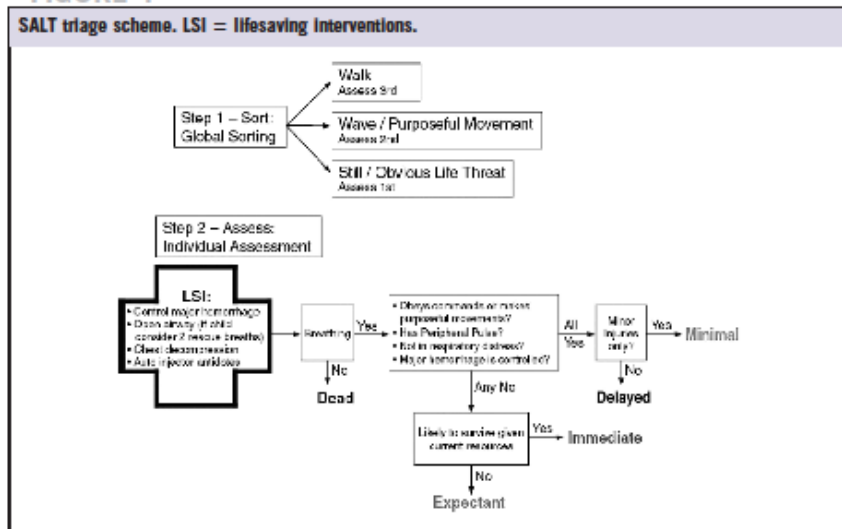 SALT triage scheme. LSI = lifesaving interventions.
Step 1 – Sort:
Global Sorting
Walk
Assess 3rd
Wave / Purposeful Movement
Assess 2nd
Still / Obvious Life Threat
Assess 1st
Step 2 – Assess:
Individual Assessment
LSI:
• Control major hemorrhage
• Open airway (if child
consider 2 rescue breaths)
• Chest decompression
• Auto injector antidotes
Breathing
Yes
No
Dead
• Obeys commands or makes
purposeful movements?
• Has Peripheral Pulse?
• Not in respiratory distress?
• Major hemorrhage is controlled?
All
Yes
Minor
Injuries
only?
Yes
Minimal
No
Delayed
Any No
Likely to survive given
current resources
Yes
Immediate
No
Expectant